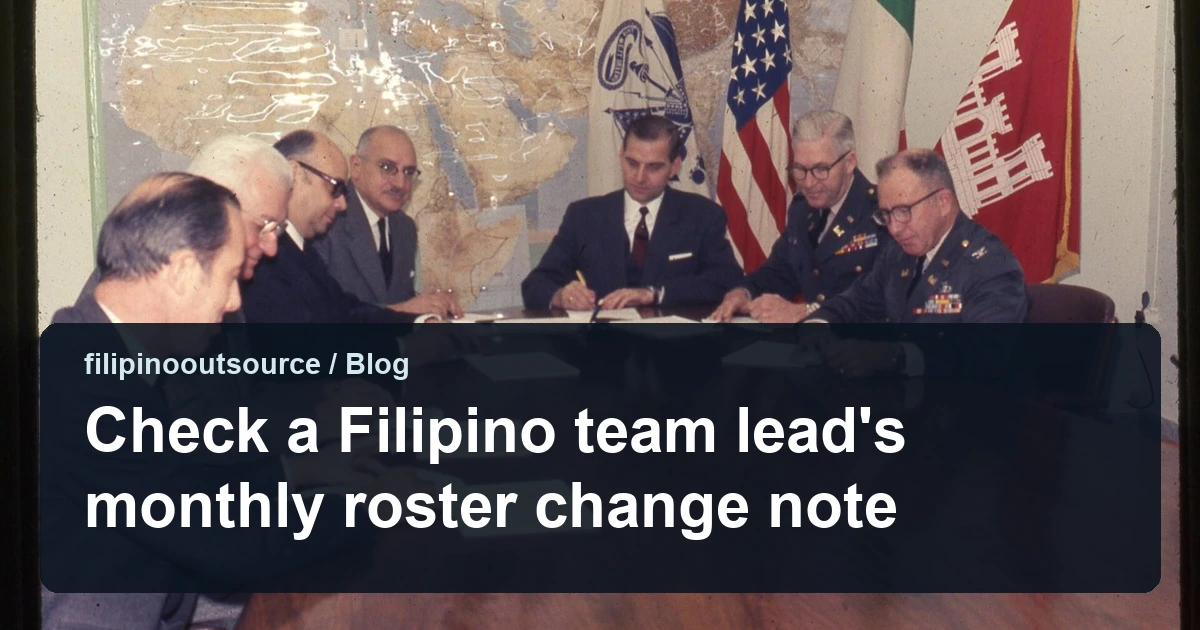 filipinooutsource / Blog
Check a Filipino team lead's
monthly roster change note